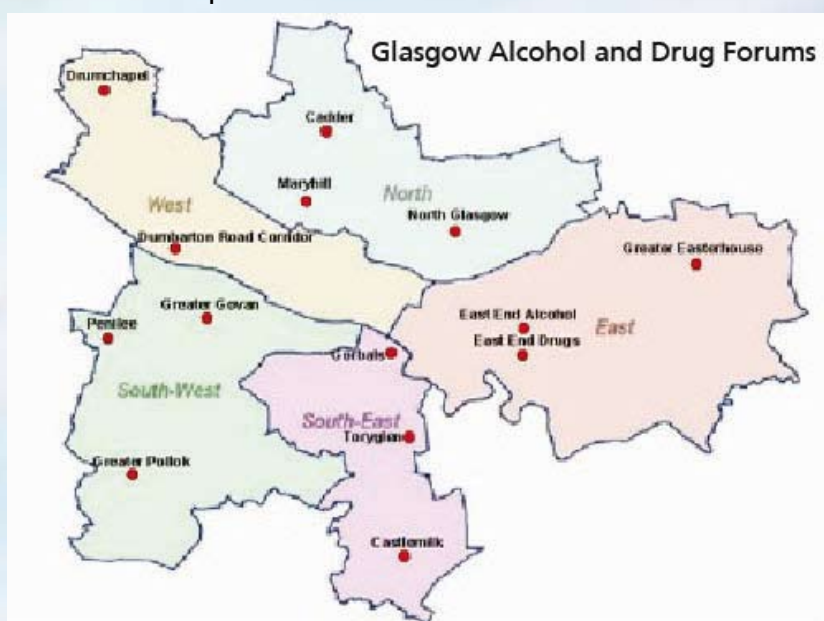 Glasgow Alcohol and Drug Forums
Drumchapel
Cadder
Maryhill
North
West
North Glasgow
Dumbarton Road Corridor
Greater Easterhouse
Greater Govan
East End Alcohol
Penilee
East
East End Drugs
Gorbals
South-West
South-East
Toryglen
Greater Pollok
Castlemilk